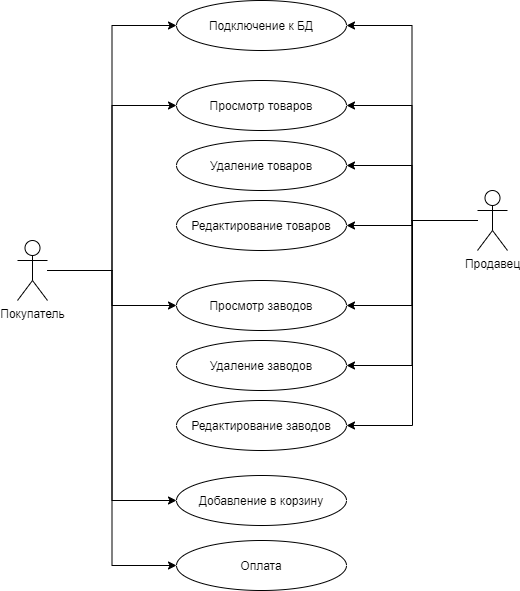 Подключение к БД
Просмотр товаров
Удаление товаров
Редактирование товаров
Продавец
Покупатель
Просмотр заводов
Удаление заводов
Редактирование заводов
Добавление в корзину
Оплата